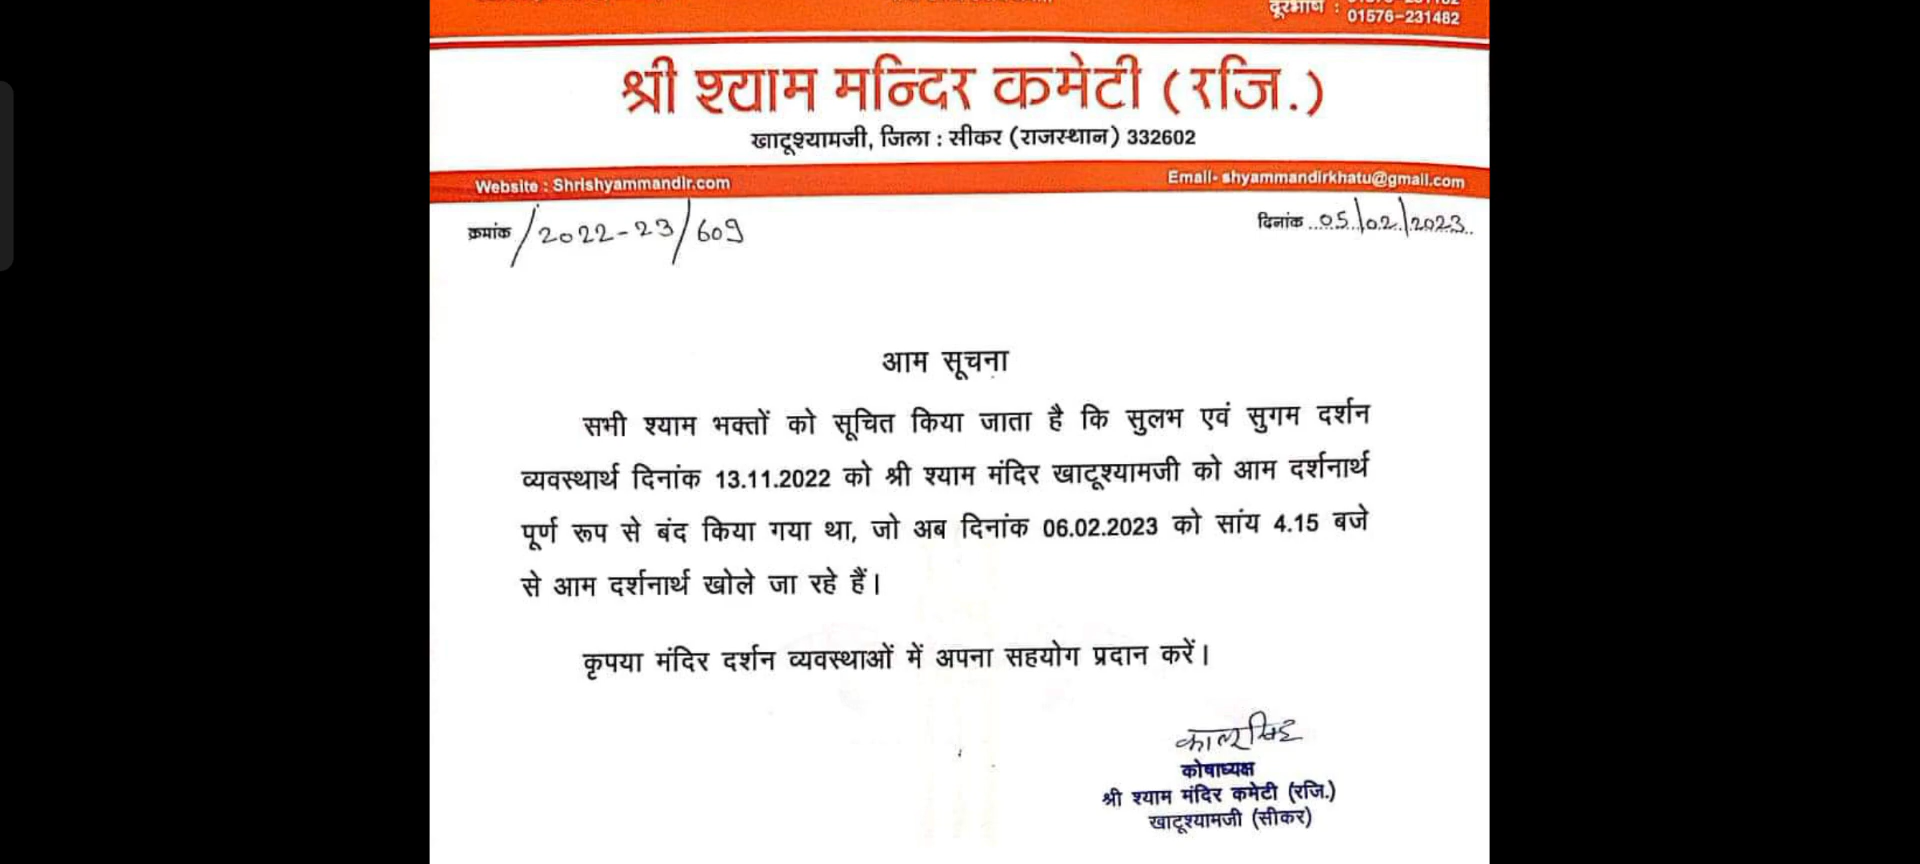 दूरभाष :
01576-231482
श्री श्याम मन्दिर कमेटी (रजि.)
खाटूश्यामजी, जिला : सीकर (राजस्थान) 332602
Website : Shrishyammandir.com
Email- shyammandirkhatu@gmail.com
क्रमांक /2022-23/609
दिनांक 05/02/2023
आम सूचना
सभी श्याम भक्तों को सूचित किया जाता है कि सुलभ एवं सुगम दर्शन
व्यवस्थार्थ दिनांक 13.11.2022 को श्री श्याम मंदिर खाटूश्यामजी को आम दर्शनार्थ
पूर्ण रूप से बंद किया गया था, जो अब दिनांक 06.02.2023 को सांय 4.15 बजे
से आम दर्शनार्थ खोले जा रहे हैं।
कृपया मंदिर दर्शन व्यवस्थाओं में अपना सहयोग प्रदान करें।
कालूसिंह
कोषाध्यक्ष
श्री श्याम मंदिर कमेटी (रजि.)
खाटूश्यामजी (सीकर)